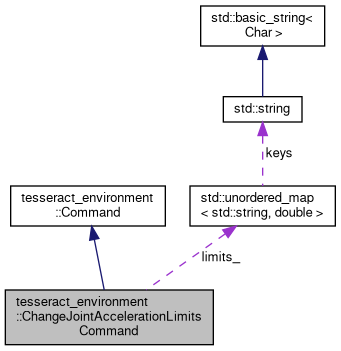 std::basic_string<
Char >
std::string
keys
tesseract_environment
::Command
std::unordered_map
< std::string, double >
limits_
tesseract_environment
::ChangeJointAccelerationLimits
Command